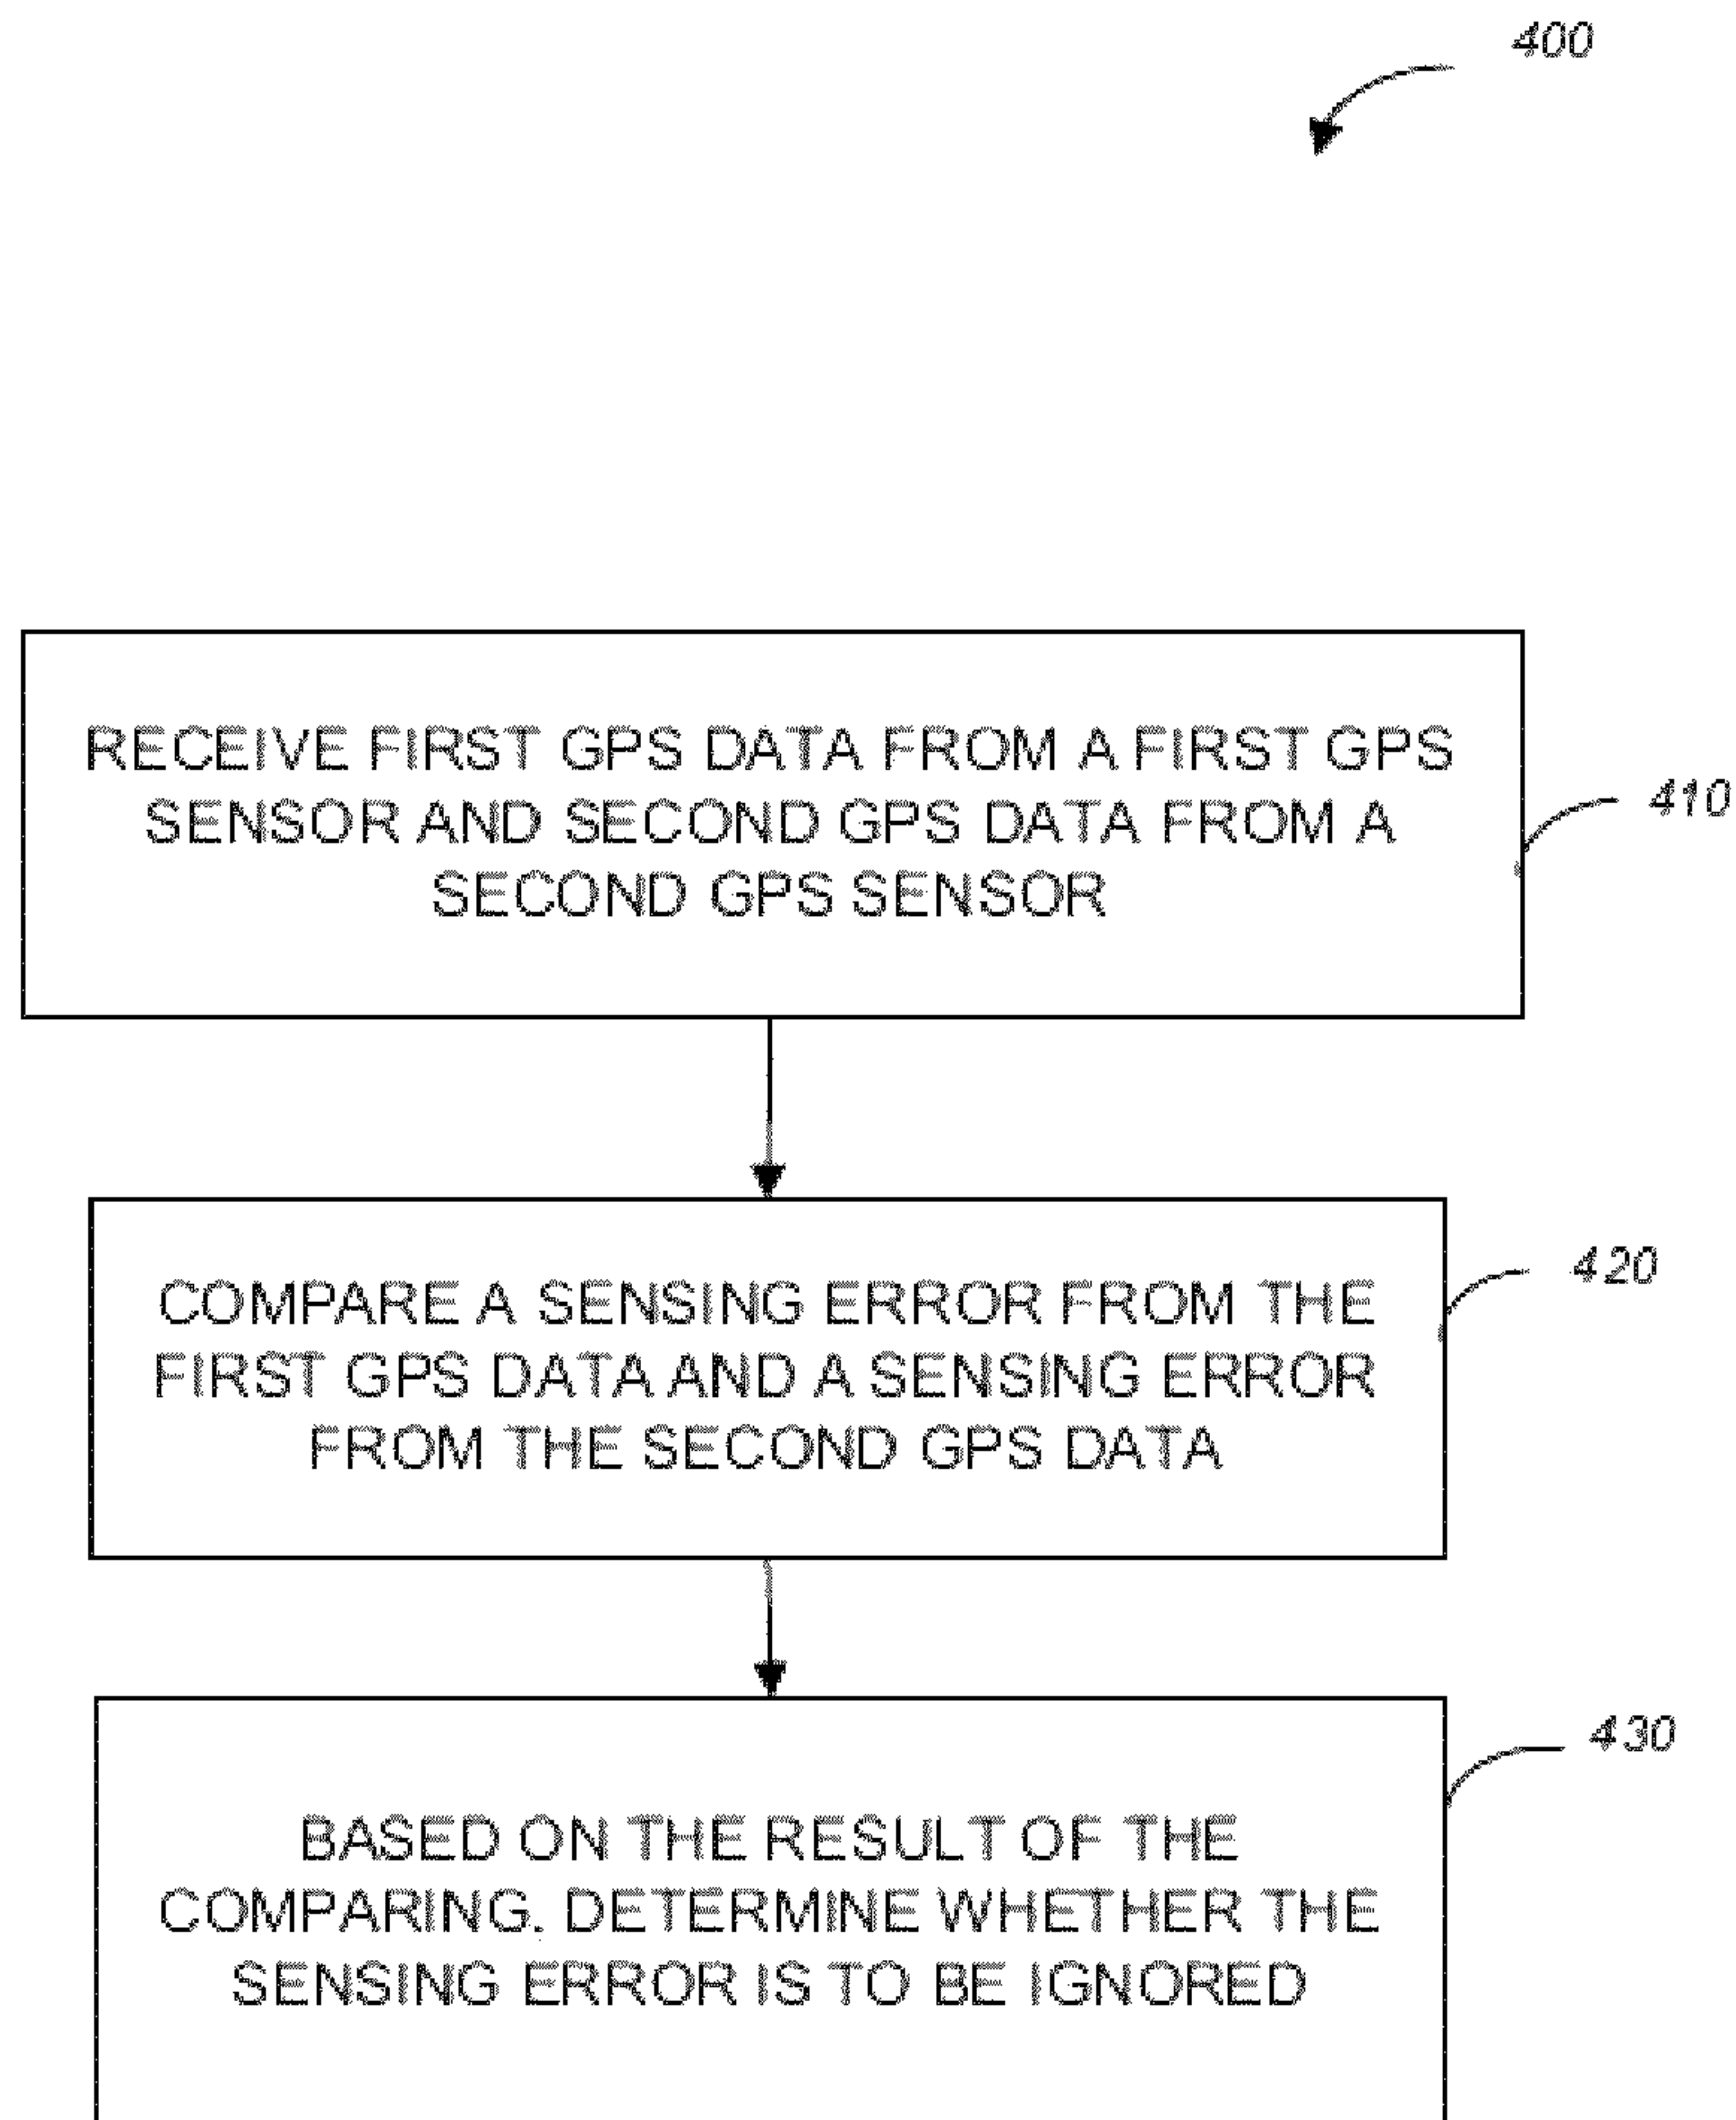 400
RECEIVE FIRST GPS DATA FROM A FIRST GPS
SENSOR AND SECOND GPS DATA FROM A
SECOND GPS SENSOR
410
COMPARE A SENSING ERROR FROM THE
FIRST GPS DATA AND A SENSING ERROR
FROM THE SECOND GPS DATA
420
BASED ON THE RESULT OF THE
COMPARING. DETERMINE WHETHER THE
SENSING ERROR IS TO BE IGNORED
430